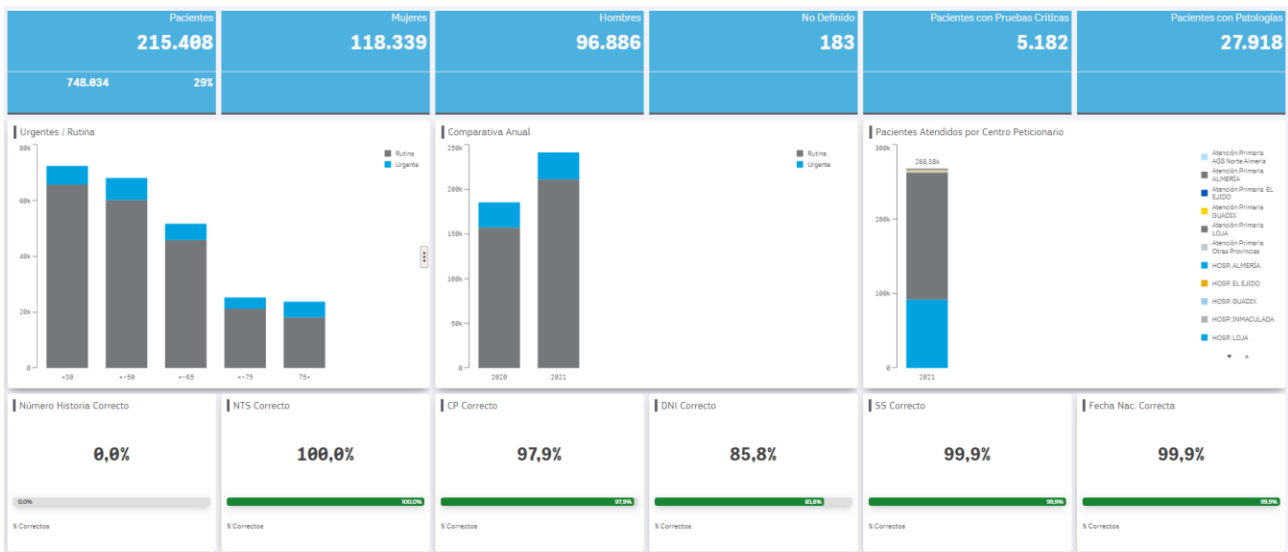 Pacientes
215.408
748.034 29%
Mujeres
118.339
Hombres
96.886
No Definido
183
Pacientes con Pruebas Críticas
5.182
Pacientes con Patologías
27.918
Urgentes / Rutina
80k
60k
40k
20k
0
<30
<-50
<-65
<-75
75+
Rutina
Urgente
Comparativa Anual
250k
200k
150k
100k
50k
0
2020
2021
Rutina
Urgente
Pacientes Atendidos por Centro Peticionario
300k
200k
100k
0
268,38k
2021
Atención Primaria
AGS Norte Almería
Atención Primaria
ALMERÍA
Atención Primaria EL
EJIDO
Atención Primaria
GUADIX
Atención Primaria
LOJA
Atención Primaria
Otras Provincias
HOSP. ALMERÍA
HOSP. EL EJIDO
HOSP. GUADIX
HOSP. INMACULADA
HOSP. LOJA
Número Historia Correcto
0,0%
0.0%
% Correctos
NTS Correcto
100,0%
100,0%
% Correctos
CP Correcto
97,9%
97,9%
% Correctos
DNI Correcto
85,8%
85,8%
% Correctos
SS Correcto
99,9%
99,9%
% Correctos
Fecha Nac. Correcta
99,9%
99,9%
% Correctos